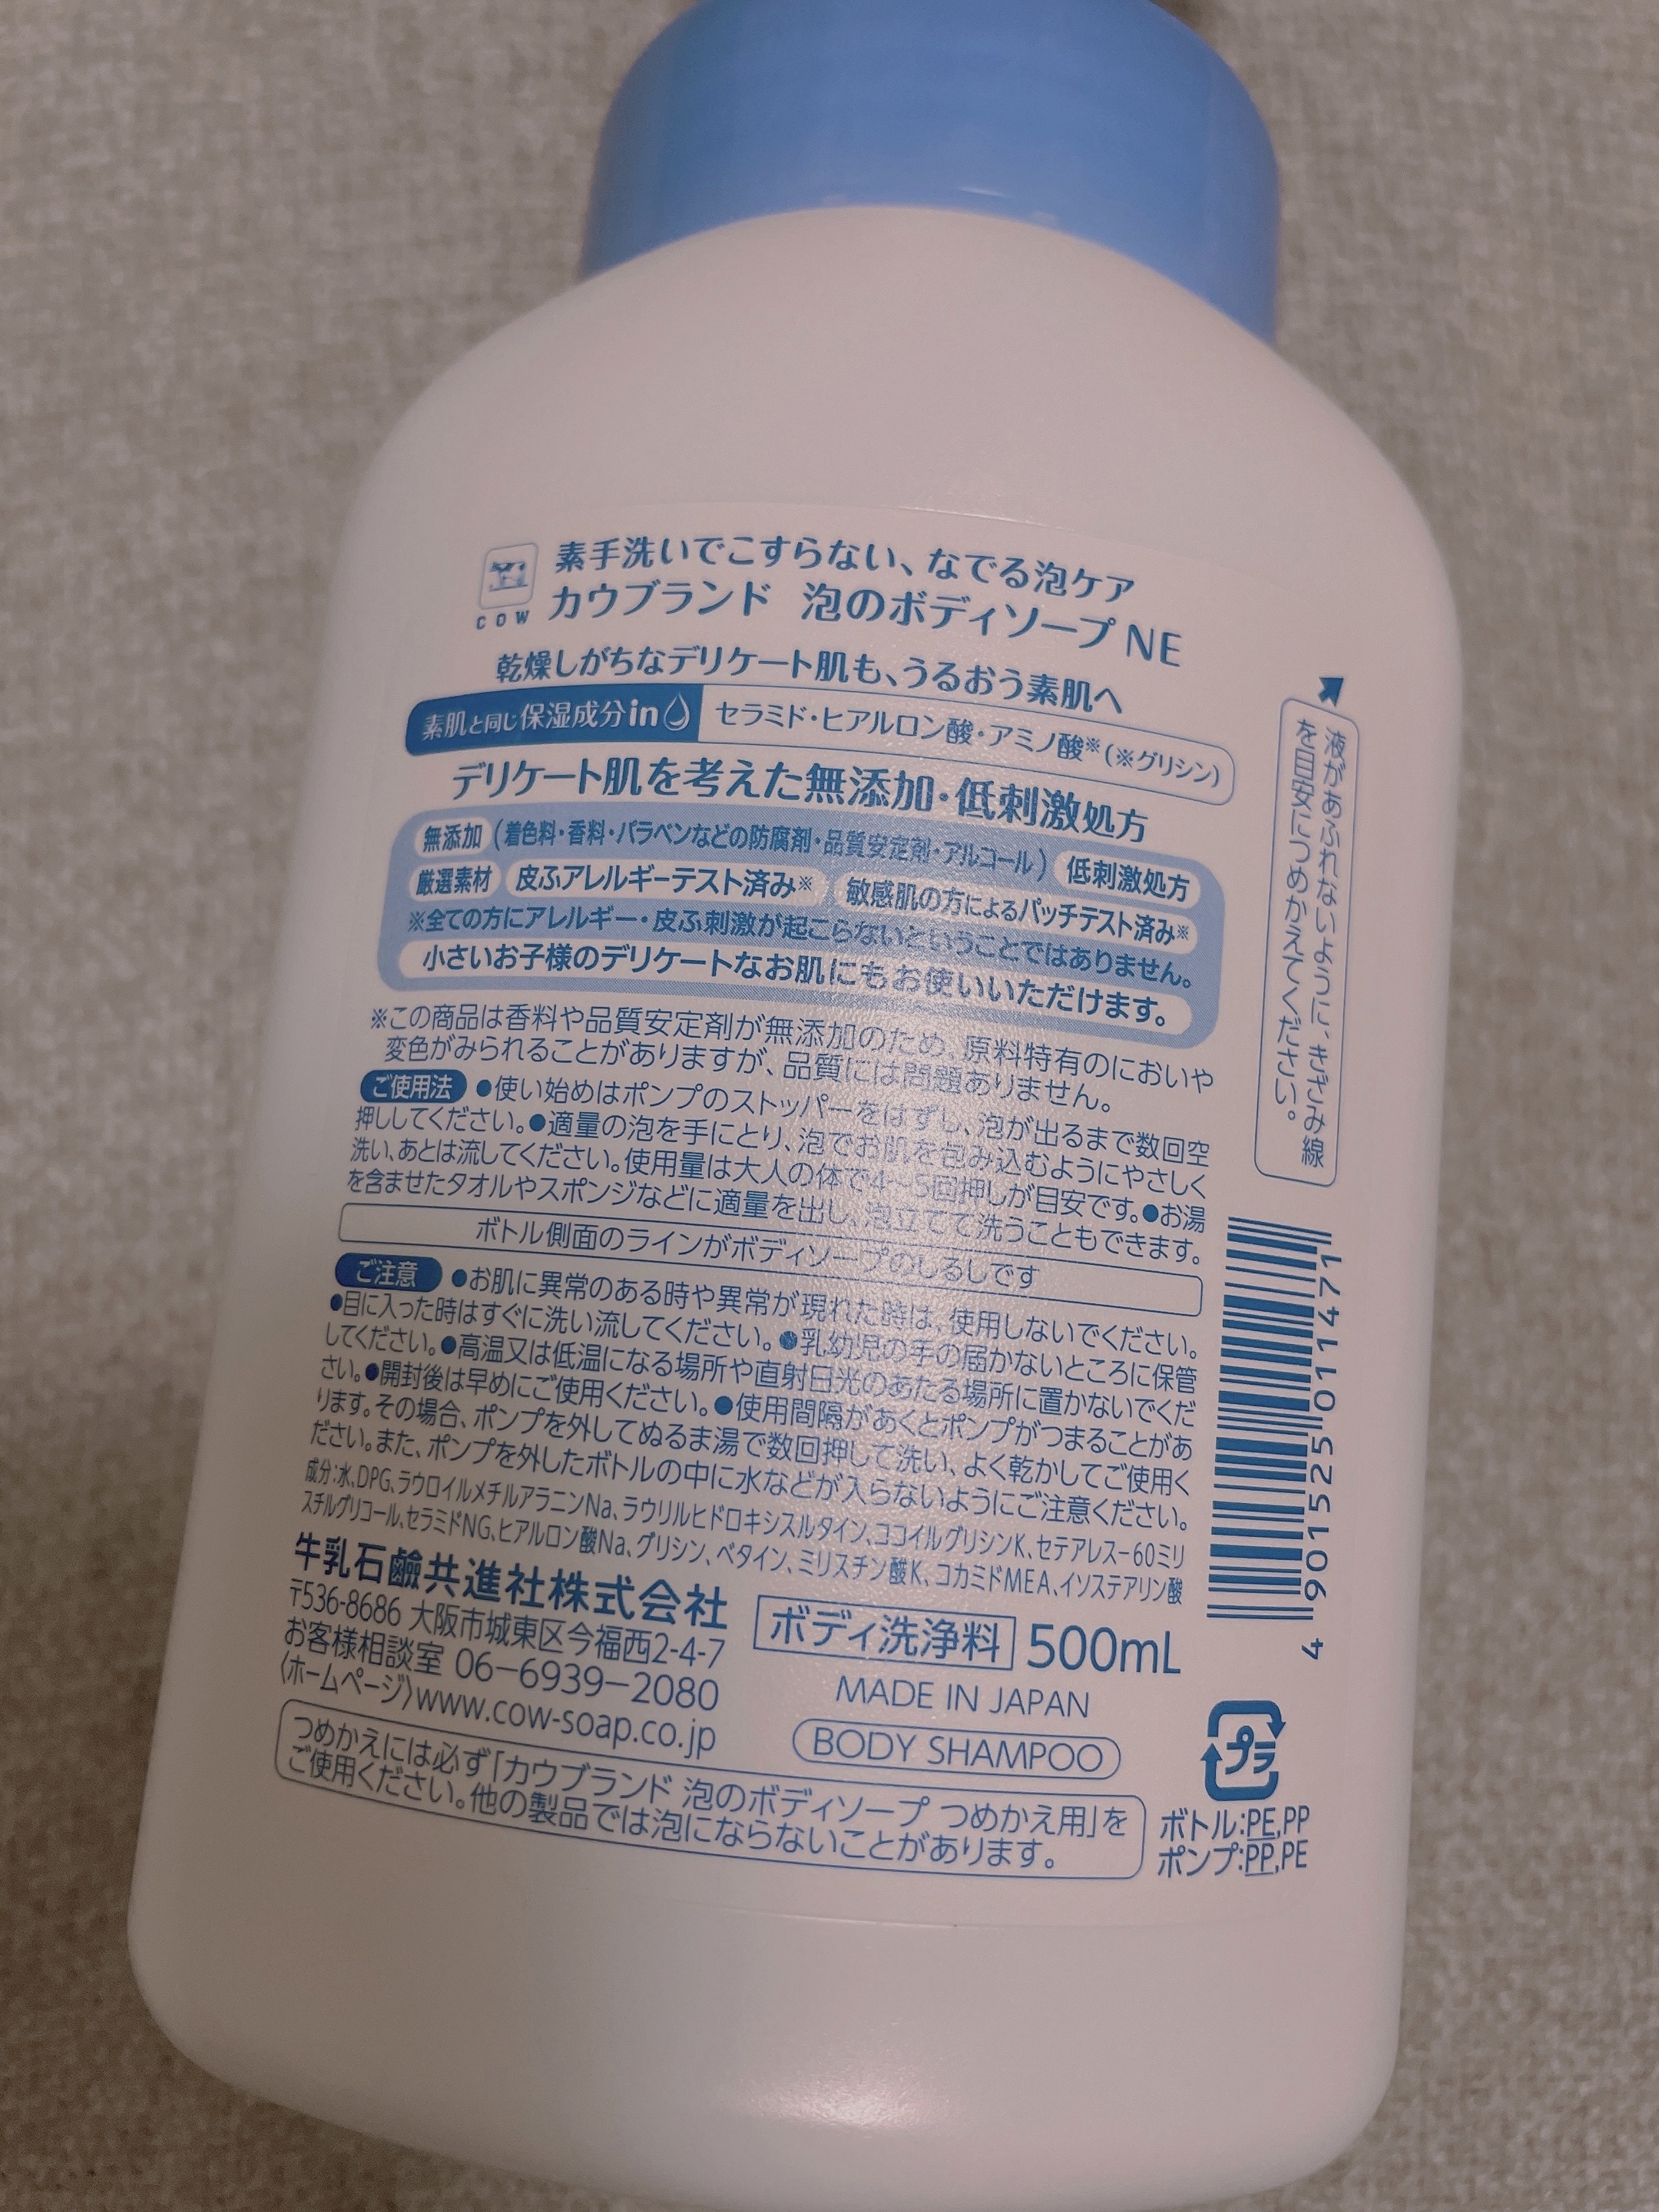 素手洗いでこすらない、なでる泡ケア
COW
カウブランド 泡のボディソープ NE
乾燥しがちなデリケート肌も、うるおう素肌へ
素肌と同じ保湿成分in セラミド・ヒアルロン酸・アミノ酸※(※グリシン)
デリケート肌を考えた無添加・低刺激処方
無添加 (着色料・香料・パラベンなどの防腐剤・品質安定剤・アルコール) 低刺激処方
厳選素材 皮ふアレルギーテスト済み※ 敏感肌の方によるパッチテスト済み※
※全ての方にアレルギー・皮ふ刺激が起こらないということではありません。
小さいお子様のデリケートなお肌にもお使いいただけます。
※この商品は香料や品質安定剤が無添加のため、原料特有のにおいや
変色がみられることがありますが、品質には問題ありません。
ご使用法 ●使い始めはポンプのストッパーをはずし、泡が出るまで数回空
押ししてください。●適量の泡を手にとり、泡でお肌を包み込むようにやさしく
洗い、あとは流してください。使用量は大人の体で4〜5回押しが目安です。●お湯
を含ませたタオルやスポンジなどに適量を出し、泡立てて洗うこともできます。
ボトル側面のラインがボディソープのしるしです
ご注意 ●お肌に異常のある時や異常が現れた時は、使用しないでください。
●目に入った時はすぐに洗い流してください。●乳幼児の手の届かないところに保管
してください。●高温又は低温になる場所や直射日光のあたる場所に置かないでくだ
さい。●開封後は早めにご使用ください。●使用間隔があくとポンプがつまることがあ
ります。その場合、ポンプを外してぬるま湯で数回押して洗い、よく乾かしてご使用く
ださい。また、ポンプを外したボトルの中に水などが入らないようにご注意ください。
成分:水、DPG、ラウロイルメチルアラニンNa、ラウリルヒドロキシスルタイン、ココイルグリシンK、セテアレス-60ミリ
スチルグリコール、セラミドNG、ヒアルロン酸Na、グリシン、ベタイン、ミリスチン酸K、コカミドMEA、イソステアリン酸
牛乳石鹸共進社株式会社
〒536-8686 大阪市城東区今福西2-4-7
お客様相談室 06-6939-2080
〈ホームページ〉www.cow-soap.co.jp
ボディ洗浄料 500mL
MADE IN JAPAN
BODY SHAMPOO
つめかえには必ず「カウブランド 泡のボディソープ つめかえ用」を
ご使用ください。他の製品では泡にならないことがあります。
液があふれないように、きざみ線
を目安につめかえてください。
4 901525 011471
プラ
ボトル:PE,PP
ポンプ:PP,PE